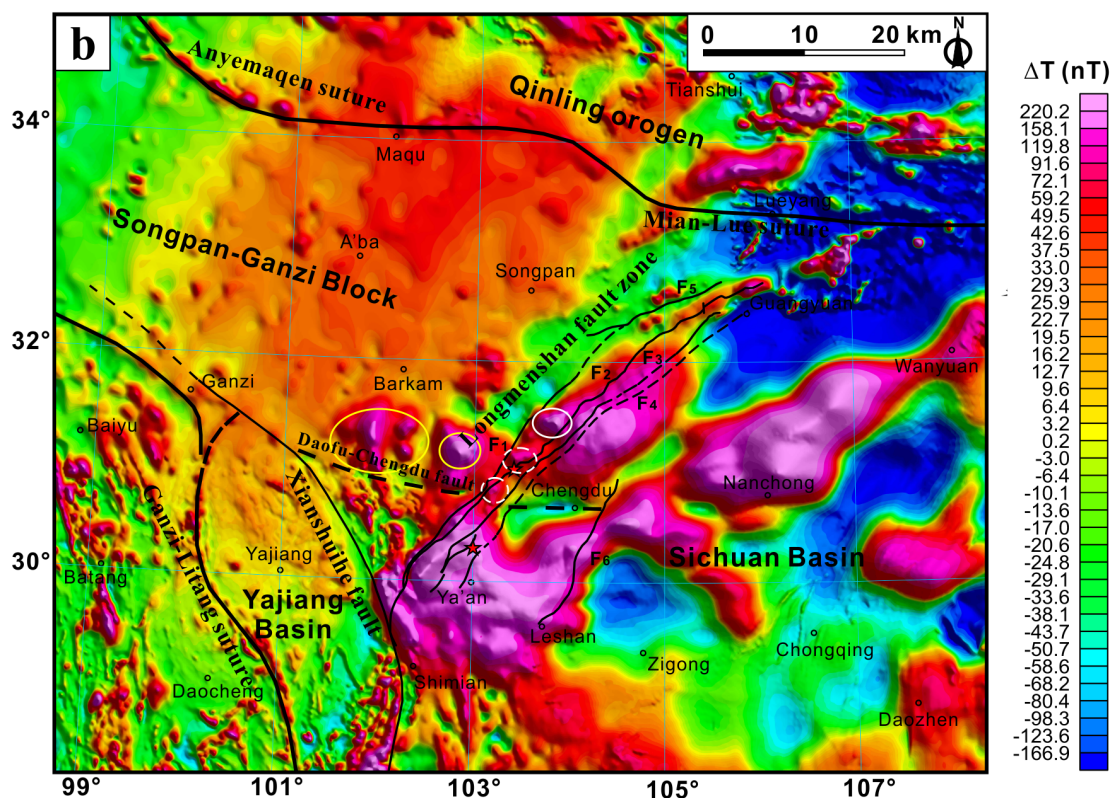 b
0 10 20 km
N
ΔT (nT)
Anyemaqen suture
Qinling orogen
Tianshui
34°
Maqu
Lueyang
Mian-Lue suture
Songpan-Ganzi Block
A'ba
Songpan
Longmenshan fault zone
F5
Guangyuan
32°
F3
F2
F4
Wanyuan
Ganzi
Barkam
Baiyu
F1
Daofu-Chengdu fault
Chengdu
Nanchong
Ganzi-Litang suture
Xianshuihe fault
30°
Yajiang
F6
Sichuan Basin
Batang
Ya'an
Yajiang
Basin
Leshan
Zigong
Chongqing
Daocheng
Shimian
Daozhen
99° 101° 103° 105° 107°
220.2
158.1
119.8
91.6
72.1
59.2
49.5
42.6
37.5
33.0
29.3
25.9
22.7
19.5
16.2
12.7
9.6
6.4
3.2
0.2
-3.0
-6.4
-10.1
-13.6
-17.0
-20.6
-24.8
-29.1
-33.6
-38.1
-43.7
-50.7
-58.6
-68.2
-80.4
-98.3
-123.6
-166.9